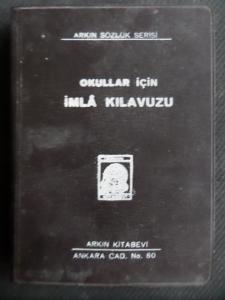 ARKIN SÖZLÜK SERİSİ
OKULLAR İÇİN
İMLÂ KILAVUZU
ARKIN KİTABEVİ
ANKARA CAD. No. 60